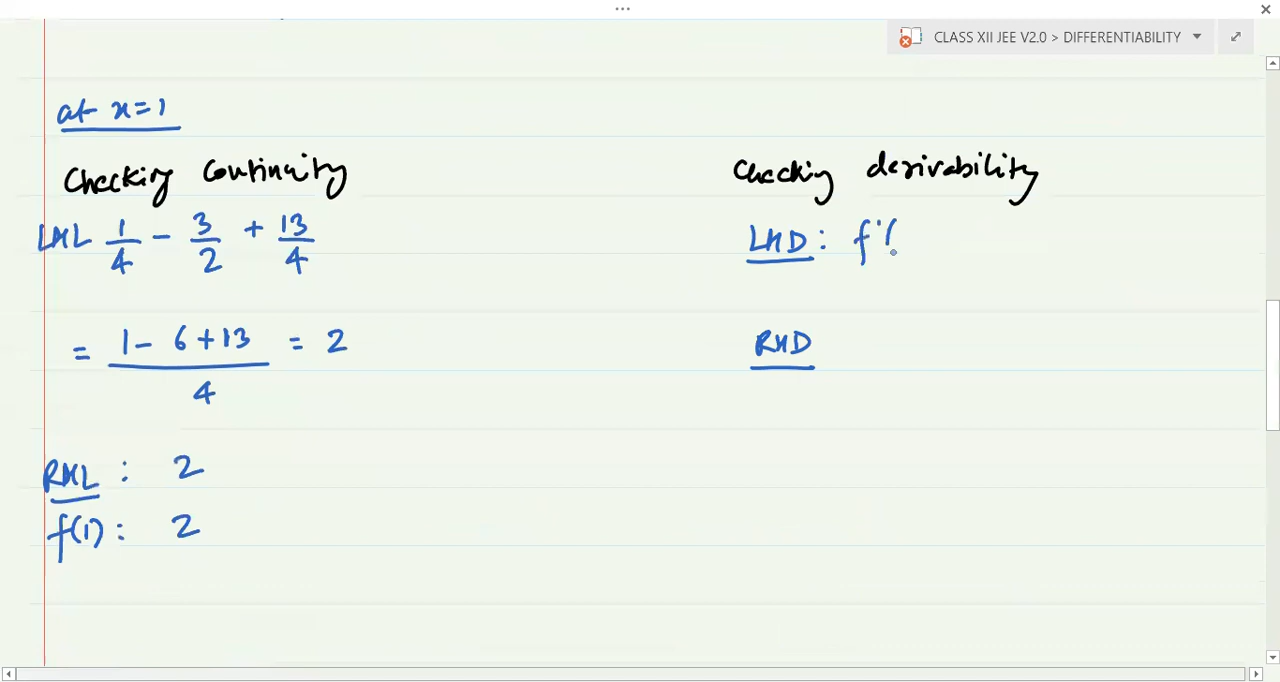 ...
CLASS XII JEE V2.0 > DIFFERENTIABILITY
at x=1
Checking continuity
LHL 1/4 - 3/2 + 13/4
= (1 - 6 + 13)/4 = 2
RHL : 2
f(1) : 2
Checking derivability
LHD : f'(
RHD